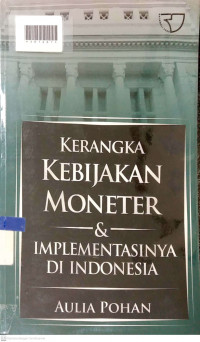 KERANGKA
KEBIJAKAN
MONETER
&
IMPLEMENTASINYA
DI INDONESIA
AULIA POHAN